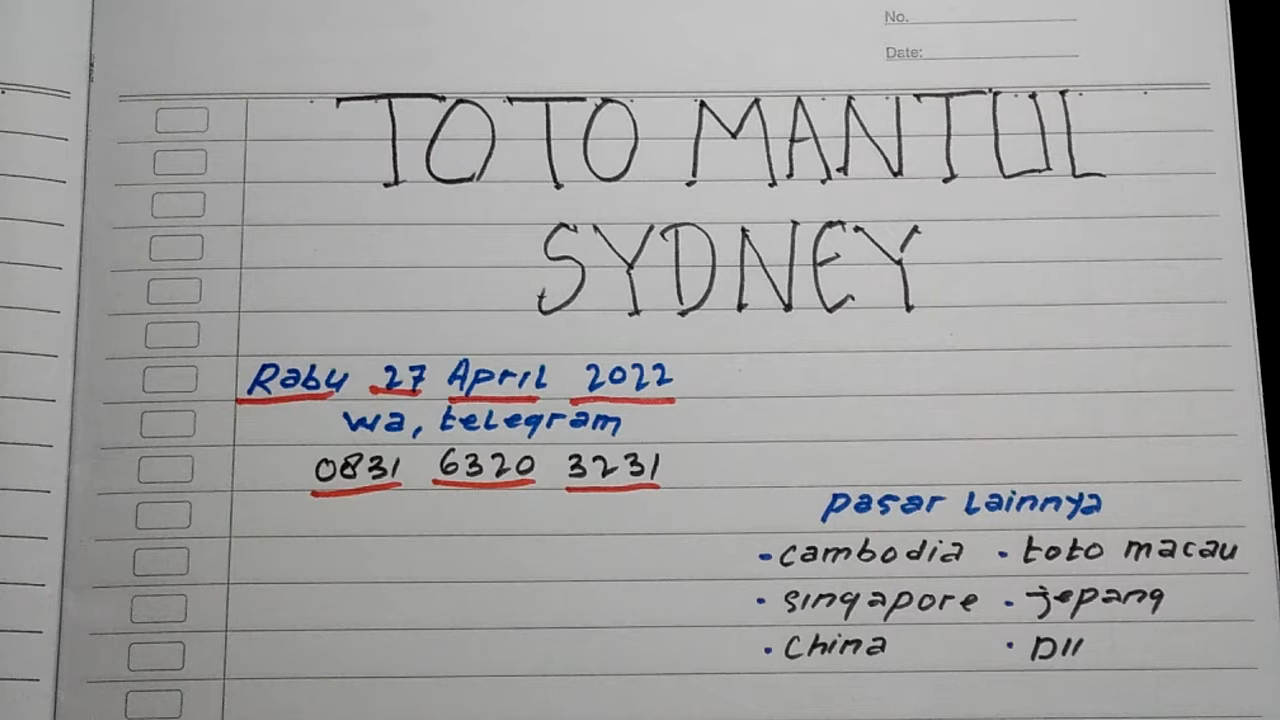 No.
Date:
TOTO MANTUL
SYDNEY
Rabu 27 April 2022
wa, telegram
0831 6320 3231
pasar lainnya
• cambodia • toto macau
• singapore • jepang
• China • Dll